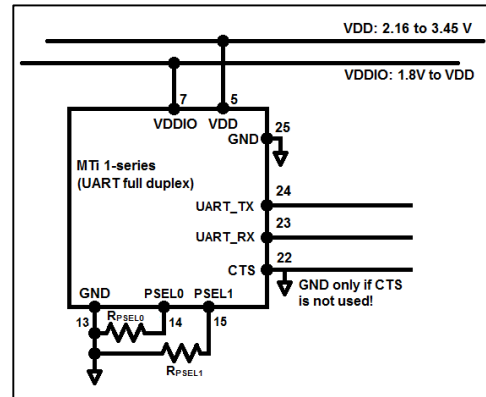 VDD: 2.16 to 3.45 V
VDDIO: 1.8V to VDD
7
5
VDDIO
VDD
25
GND
MTi 1-series
(UART full duplex)
24
UART_TX
23
UART_RX
22
CTS
GND only if CTS
is not used!
GND
PSEL0
PSEL1
13
RPSEL0
14
15
RPSEL1